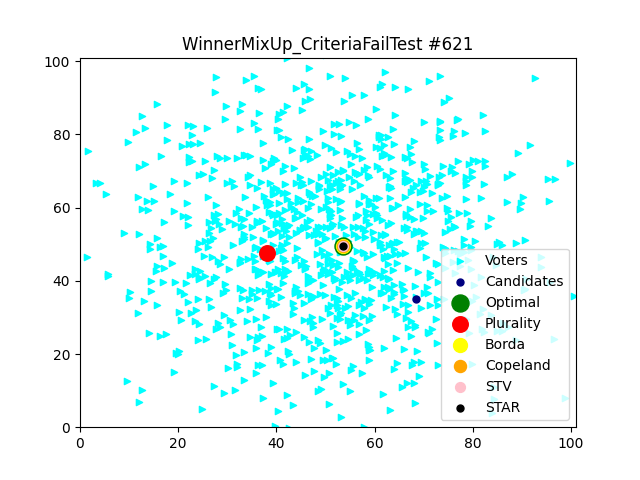 WinnerMixUp_CriteriaFailTest #621
100
80
60
40
20
0
0 20 40 60 80 100
Voters
Candidates
Optimal
Plurality
Borda
Copeland
STV
STAR